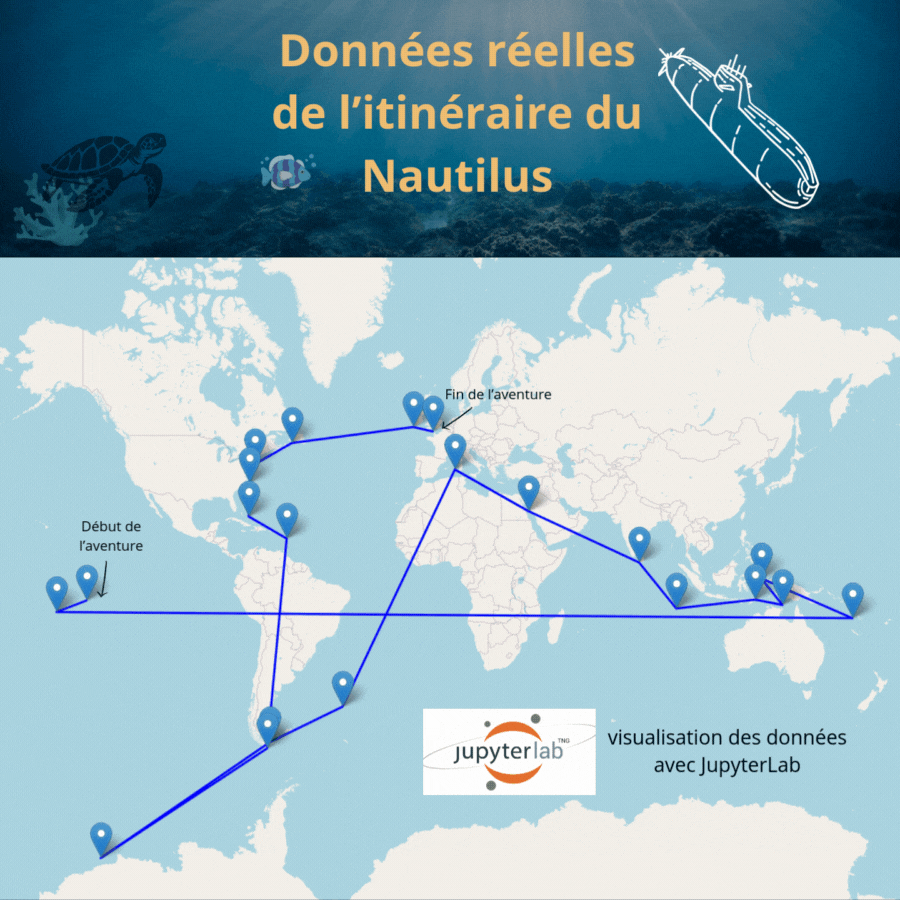 Données réelles
de l’itinéraire du
Nautilus
Fin de l’aventure
Début de
l’aventure
jupyterlab TNG
visualisation des données
avec JupyterLab